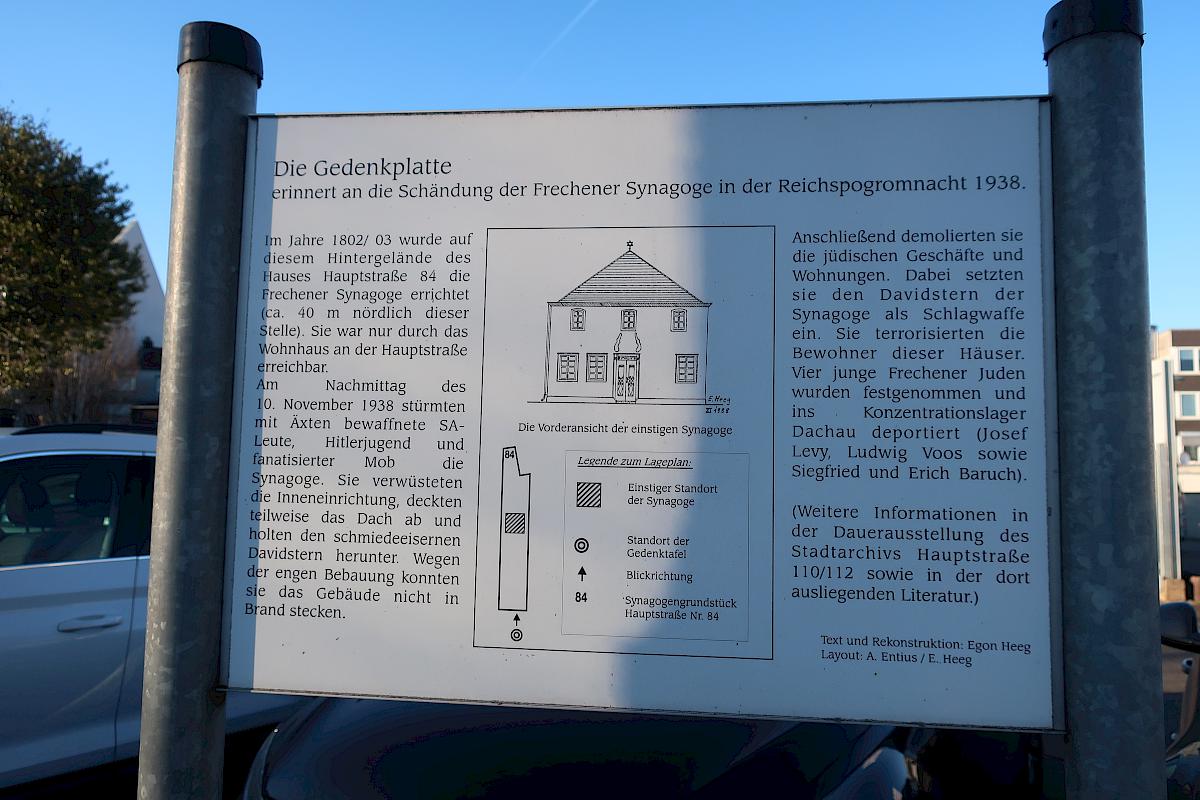 Die Gedenkplatte
erinnert an die Schändung der Frechener Synagoge in der Reichspogromnacht 1938.
Im Jahre 1802/ 03 wurde auf
diesem Hintergelände des
Hauses Hauptstraße 84 die
Frechener Synagoge errichtet
(ca. 40 m nördlich dieser
Stelle). Sie war nur durch das
Wohnhaus an der Hauptstraße
erreichbar.
Am Nachmittag des
10. November 1938 stürmten
mit Äxten bewaffnete SA-
Leute, Hitlerjugend und
fanatisierter Mob die
Synagoge. Sie verwüsteten
die Inneneinrichtung, deckten
teilweise das Dach ab und
holten den schmiedeeisernen
Davidstern herunter. Wegen
der engen Bebauung konnten
sie das Gebäude nicht in
Brand stecken.
E. Heeg
XI 1988
Die Vorderansicht der einstigen Synagoge
84
Legende zum Lageplan:
Einstiger Standort
der Synagoge
Standort der
Gedenktafel
Blickrichtung
84 Synagogengrundstück
Hauptstraße Nr. 84
Anschließend demolierten sie
die jüdischen Geschäfte und
Wohnungen. Dabei setzten
sie den Davidstern der
Synagoge als Schlagwaffe
ein. Sie terrorisierten die
Bewohner dieser Häuser.
Vier junge Frechener Juden
wurden festgenommen und
ins Konzentrationslager
Dachau deportiert (Josef
Levy, Ludwig Voos sowie
Siegfried und Erich Baruch).
(Weitere Informationen in
der Dauerausstellung des
Stadtarchivs Hauptstraße
110/112 sowie in der dort
ausliegenden Literatur.)
Text und Rekonstruktion: Egon Heeg
Layout: A. Entius / E. Heeg